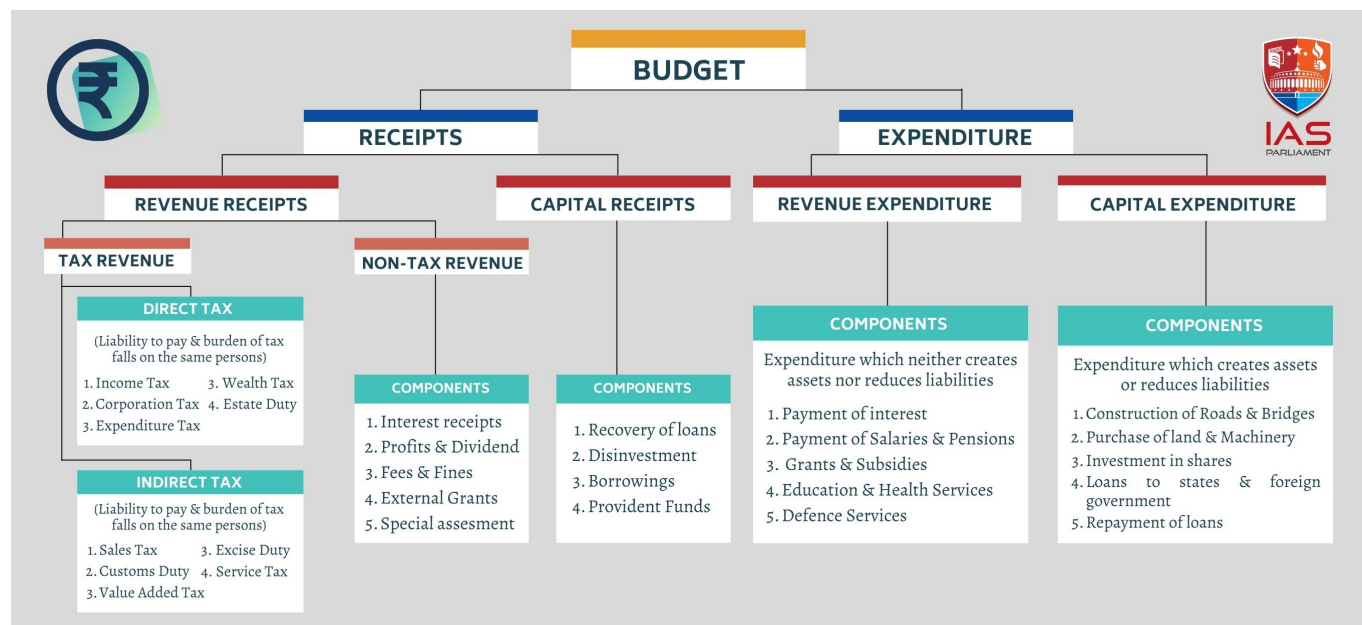 BUDGET
IAS
PARLIAMENT
RECEIPTS
EXPENDITURE
REVENUE RECEIPTS
CAPITAL RECEIPTS
REVENUE EXPENDITURE
CAPITAL EXPENDITURE
TAX REVENUE
NON-TAX REVENUE
DIRECT TAX
(Liability to pay & burden of tax
falls on the same persons)
1. Income Tax 3. Wealth Tax
2. Corporation Tax 4. Estate Duty
3. Expenditure Tax
INDIRECT TAX
(Liability to pay & burden of tax
falls on the same persons)
1. Sales Tax 3. Excise Duty
2. Customs Duty 4. Service Tax
3. Value Added Tax
COMPONENTS
1. Interest receipts
2. Profits & Dividend
3. Fees & Fines
4. External Grants
5. Special assesment
COMPONENTS
1. Recovery of loans
2. Disinvestment
3. Borrowings
4. Provident Funds
COMPONENTS
Expenditure which neither creates
assets nor reduces liabilities
1. Payment of interest
2. Payment of Salaries & Pensions
3. Grants & Subsidies
4. Education & Health Services
5. Defence Services
COMPONENTS
Expenditure which creates assets
or reduces liabilities
1. Construction of Roads & Bridges
2. Purchase of land & Machinery
3. Investment in shares
4. Loans to states & foreign
government
5. Repayment of loans